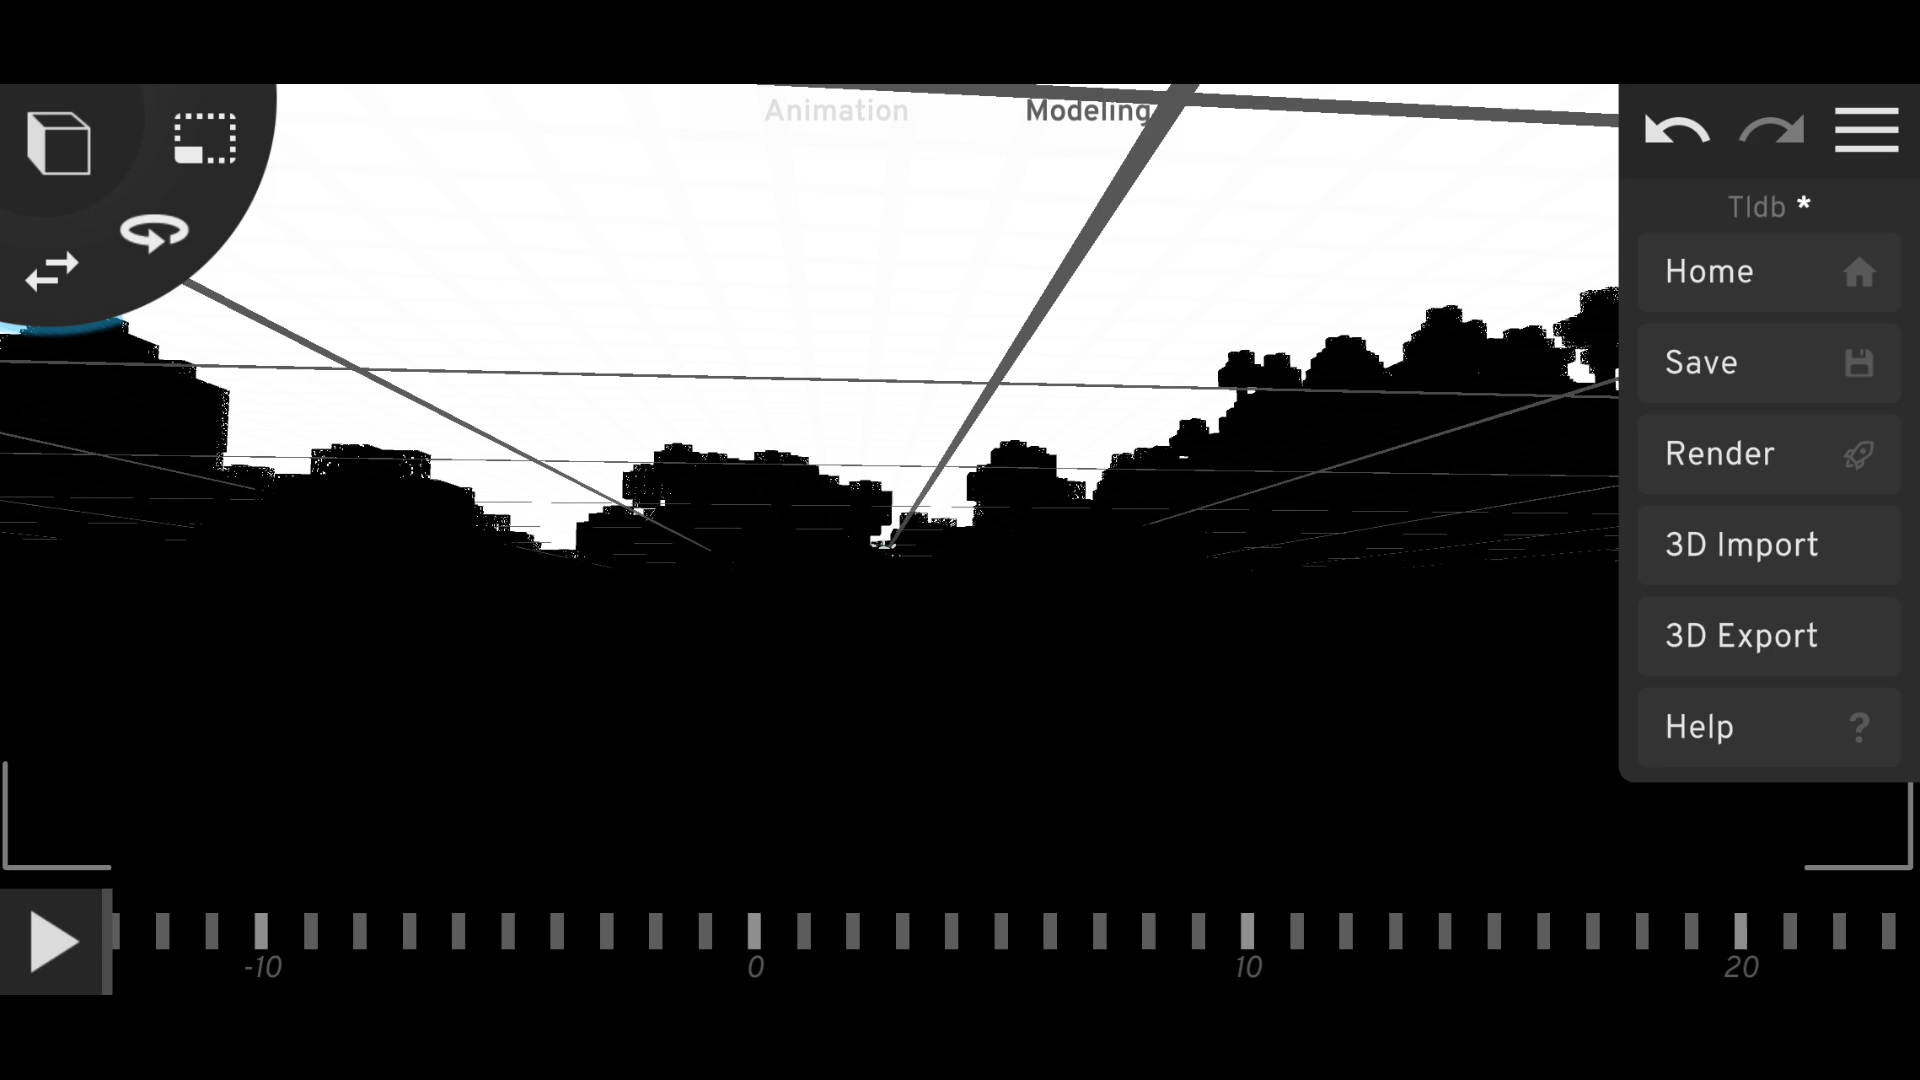 Animation Modeling
Tldb *
Home
Save
Render
3D Import
3D Export
Help
?
-10 0 10 20